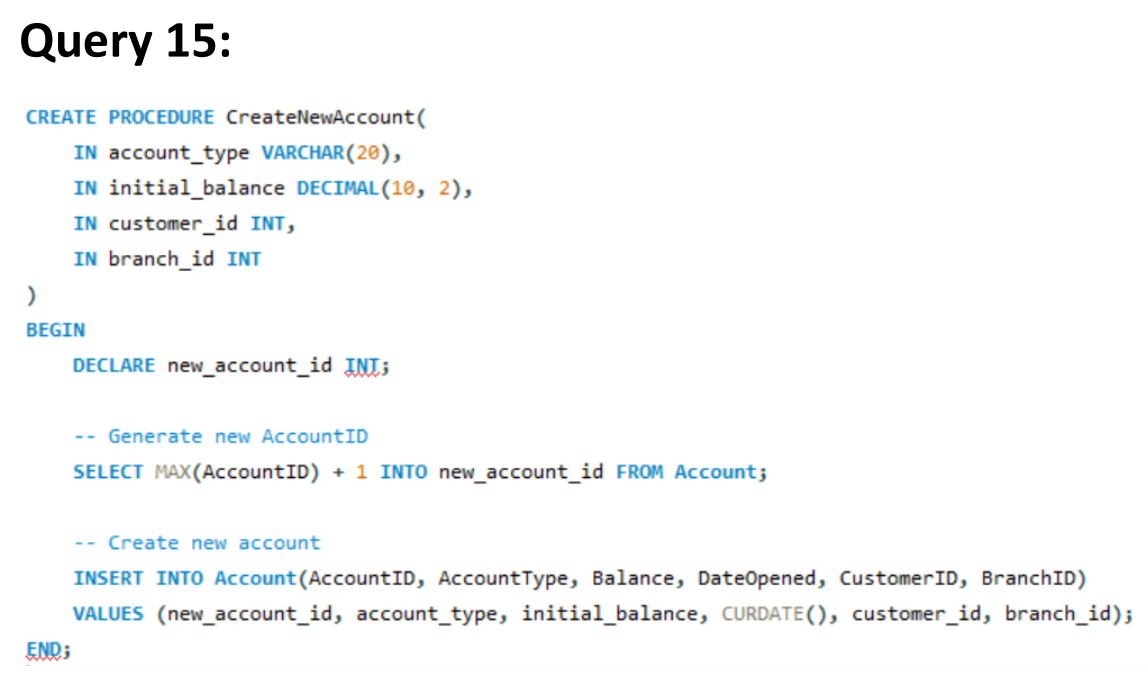 Query 15:
CREATE PROCEDURE CreateNewAccount(
    IN account_type VARCHAR(20),
    IN initial_balance DECIMAL(10, 2),
    IN customer_id INT,
    IN branch_id INT
)
BEGIN
    DECLARE new_account_id INT;
    -- Generate new AccountID
    SELECT MAX(AccountID) + 1 INTO new_account_id FROM Account;
    -- Create new account
    INSERT INTO Account(AccountID, AccountType, Balance, DateOpened, CustomerID, BranchID)
    VALUES (new_account_id, account_type, initial_balance, CURDATE(), customer_id, branch_id);
END;